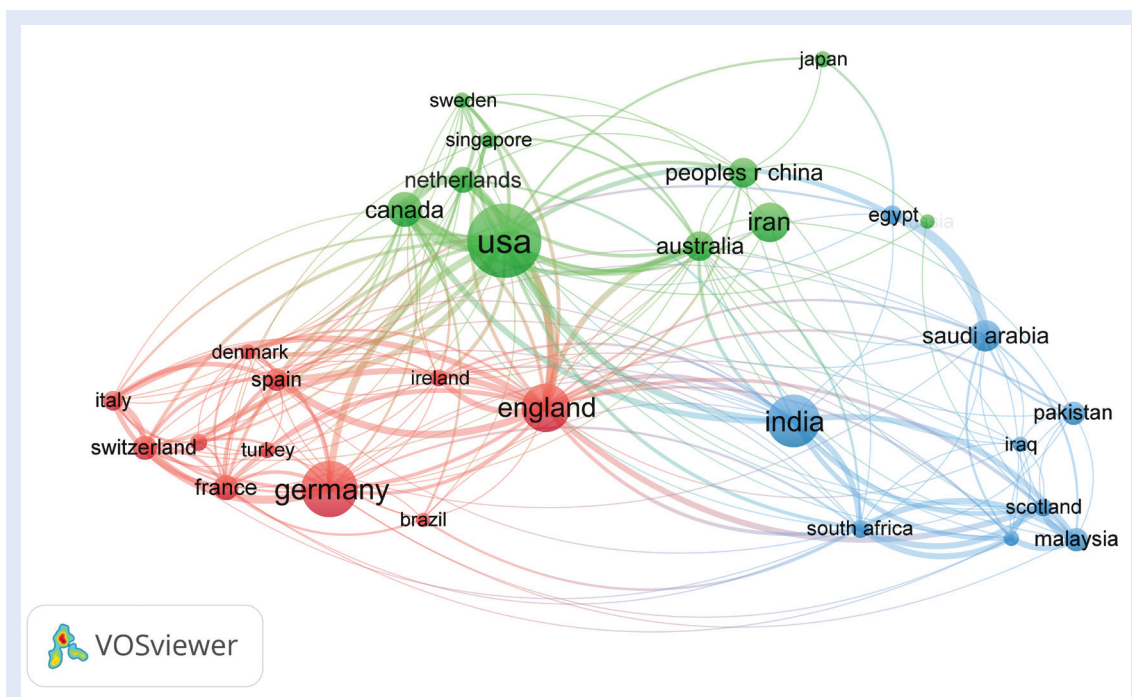 japan
sweden
singapore
peoples r china
netherlands
canada
iran
egypt
usa
australia
saudi arabia
denmark
spain
ireland
italy
england
pakistan
india
switzerland
turkey
iraq
france
germany
scotland
brazil
south africa
malaysia
VOSviewer